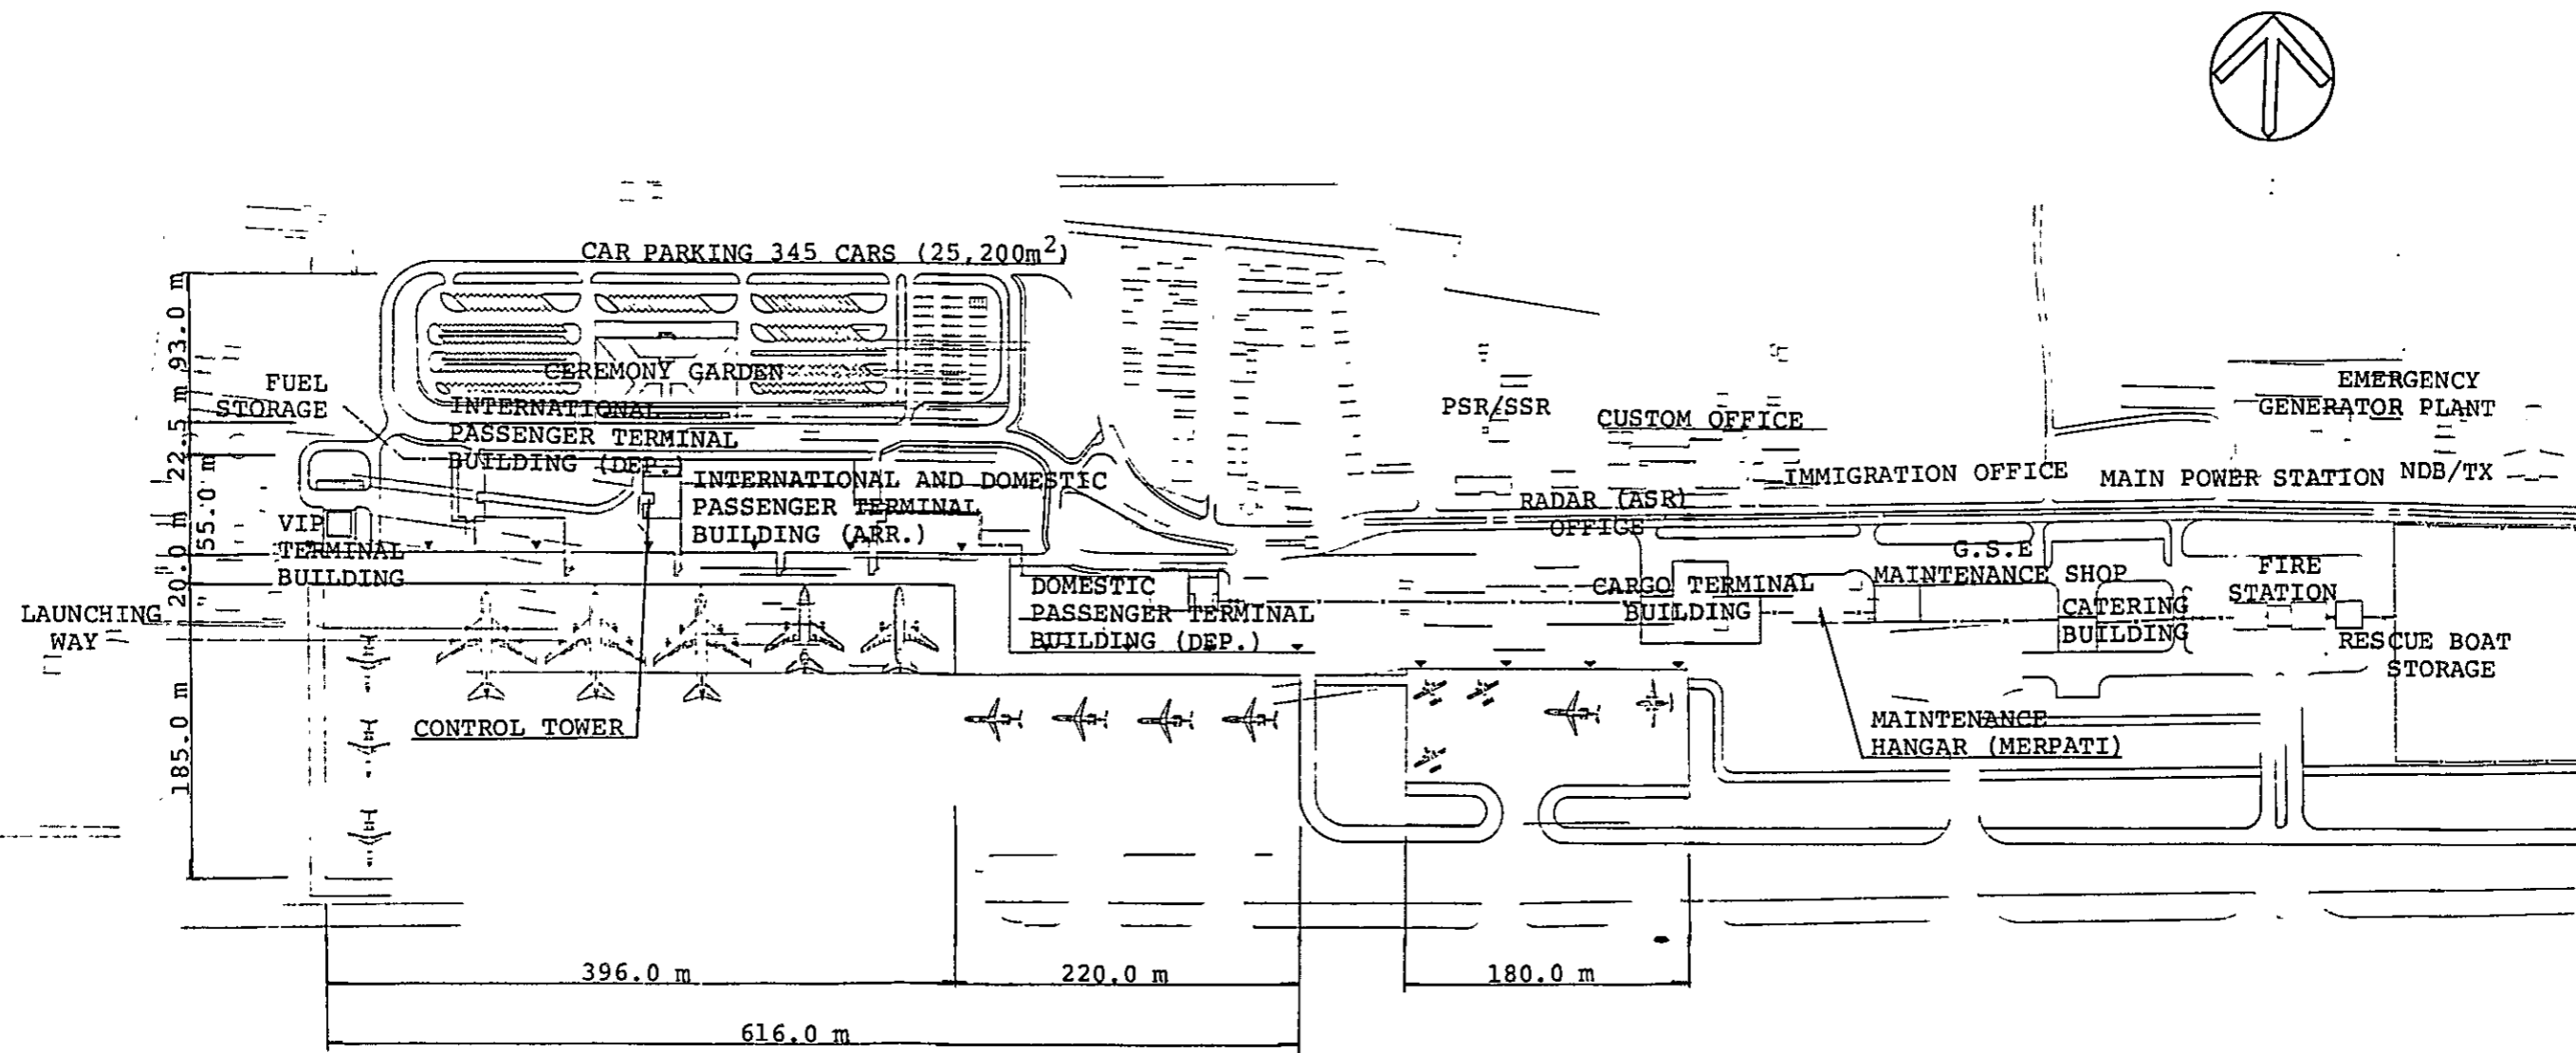 CAR PARKING 345 CARS (25,200m²)
93.0 m
22.5 m
55.0 m
20.0 m
185.0 m
FUEL
STORAGE
CEREMONY GARDEN
INTERNATIONAL
PASSENGER TERMINAL
BUILDING (DEP.)
INTERNATIONAL AND DOMESTIC
PASSENGER TERMINAL
BUILDING (ARR.)
VIP
TERMINAL
BUILDING
LAUNCHING
WAY
CONTROL TOWER
DOMESTIC
PASSENGER TERMINAL
BUILDING (DEP.)
PSR/SSR
CUSTOM OFFICE
RADAR (ASR)
OFFICE
IMMIGRATION OFFICE
MAIN POWER STATION
NDB/TX
EMERGENCY
GENERATOR PLANT
CARGO TERMINAL
BUILDING
G.S.E
MAINTENANCE SHOP
CATERING
BUILDING
FIRE
STATION
RESCUE BOAT
STORAGE
MAINTENANCE
HANGAR (MERPATI)
396.0 m
220.0 m
180.0 m
616.0 m